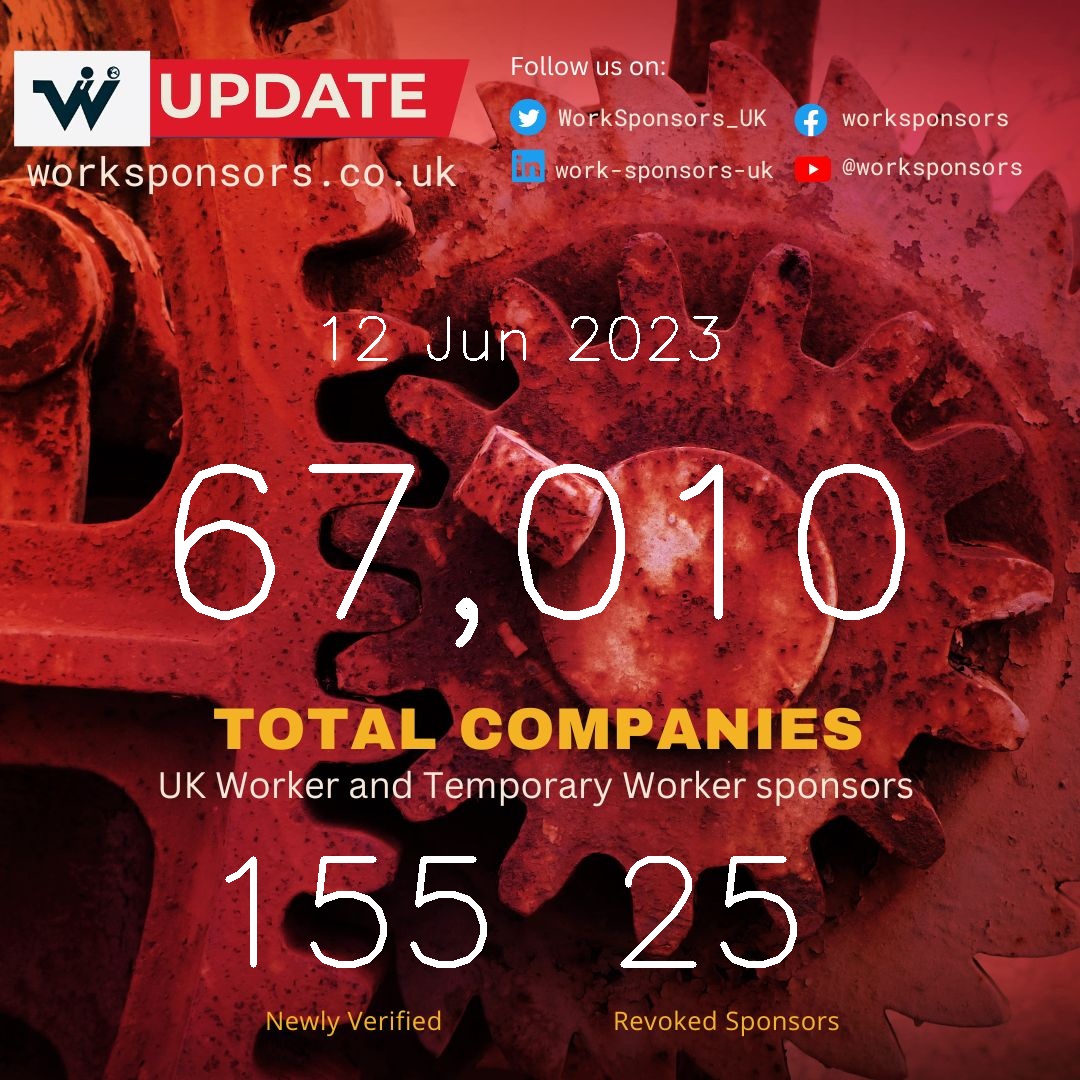 UPDATE
worksponsors.co.uk
Follow us on:
WorkSponsors_UK
worksponsors
work-sponsors-uk
@worksponsors
12 Jun 2023
67,010
TOTAL COMPANIES
UK Worker and Temporary Worker sponsors
155 25
Newly Verified
Revoked Sponsors